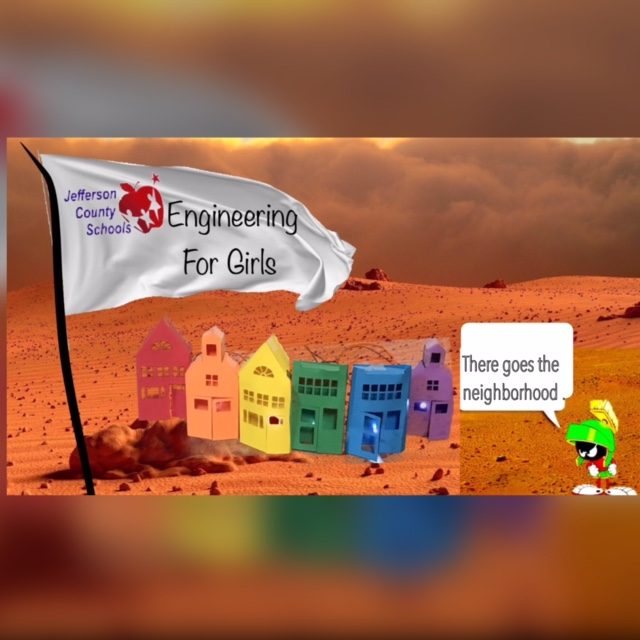 Jefferson
County
Schools
Engineering
For Girls
There goes the
neighborhood .